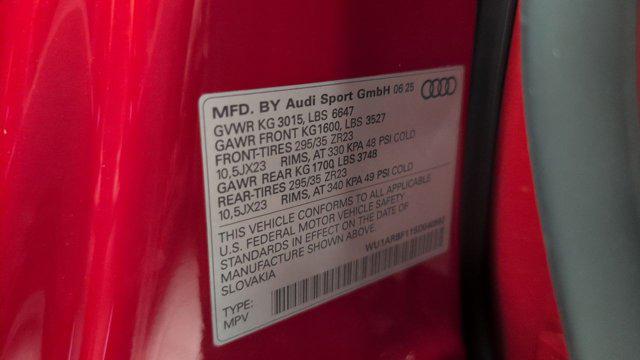 MFD. BY Audi Sport GmbH 06 25
GVWR KG 3015, LBS 6647
GAWR FRONT KG1600, LBS 3527
FRONT-TIRES 295/35 ZR23
10,5JX23 RIMS, AT 330 KPA 48 PSI COLD
GAWR REAR KG 1700, LBS 3748
REAR-TIRES 295/35 ZR23
10,5JX23 RIMS, AT 340 KPA 49 PSI COLD
THIS VEHICLE CONFORMS TO ALL APPLICABLE
U.S. FEDERAL MOTOR VEHICLE SAFETY
STANDARDS IN EFFECT ON THE DATE OF
MANUFACTURE SHOWN ABOVE.
SLOVAKIA
TYPE:
MPV